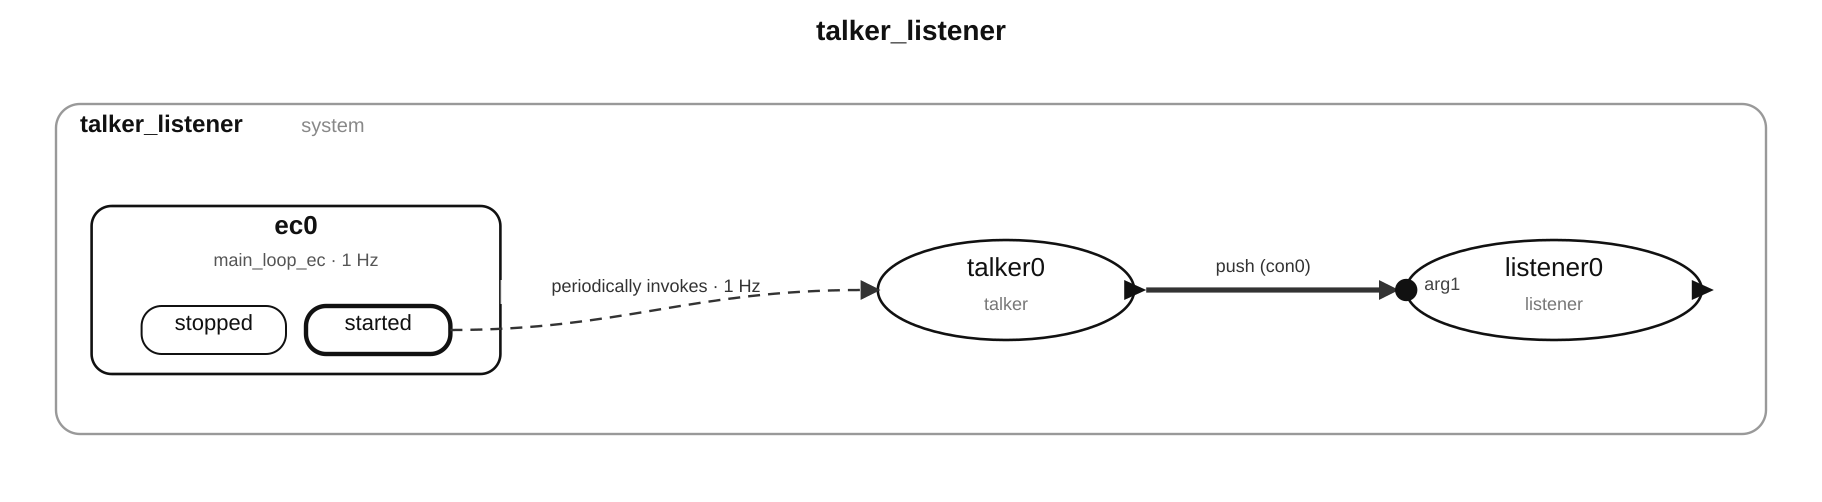 talker_listener
talker_listener system
ec0
main_loop_ec · 1 Hz
stopped started
periodically invokes · 1 Hz
talker0
talker
push (con0)
arg1
listener0
listener